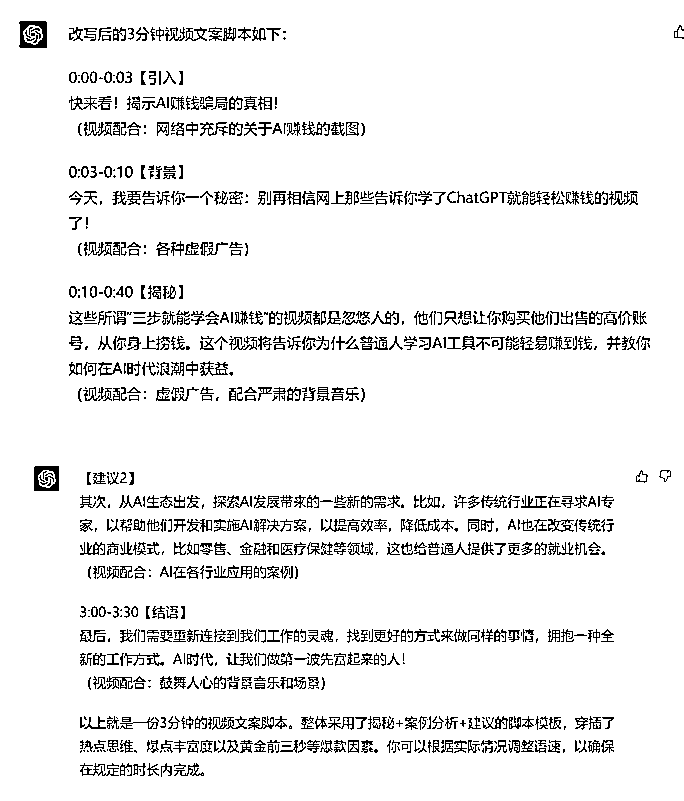 改写后的3分钟视频文案脚本如下：
0:00-0:03【引入】
快来看！揭示AI赚钱骗局的真相！
（视频配合：网络中充斥的关于AI赚钱的截图）
0:03-0:10【背景】
今天，我要告诉你一个秘密：别再相信网上那些告诉你学了ChatGPT就能轻松赚钱的视频
了！
（视频配合：各种虚假广告）
0:10-0:40【揭秘】
这些所谓“三步就能学会AI赚钱”的视频都是忽悠人的，他们只想让你购买他们出售的高价账
号，从你身上捞钱。这个视频将告诉你为什么普通人学习AI工具不可能轻易赚到钱，并教你
如何在AI时代浪潮中获益。
（视频配合：虚假广告，配合严肃的背景音乐）
【建议2】
其次，从AI生态出发，探索AI发展带来的一些新的需求。比如，许多传统行业正在寻求AI专
家，以帮助他们开发和实施AI解决方案，以提高效率，降低成本。同时，AI也在改变传统行
业的商业模式，比如零售、金融和医疗保健等领域，这也给普通人提供了更多的就业机会。
（视频配合：AI在各行业应用的案例）
3:00-3:30【结语】
最后，我们需要重新连接到我们工作的灵魂，找到更好的方式来做同样的事情，拥抱一种全
新的工作方式。AI时代，让我们做第一波先富起来的人！
（视频配合：鼓舞人心的背景音乐和场景）
以上就是一份3分钟的视频文案脚本。整体采用了揭秘+案例分析+建议的脚本模板，穿插了
热点思维、爆点丰富度以及黄金前三秒等爆款因素。你可以根据实际情况调整语速，以确保
在规定的时长内完成。